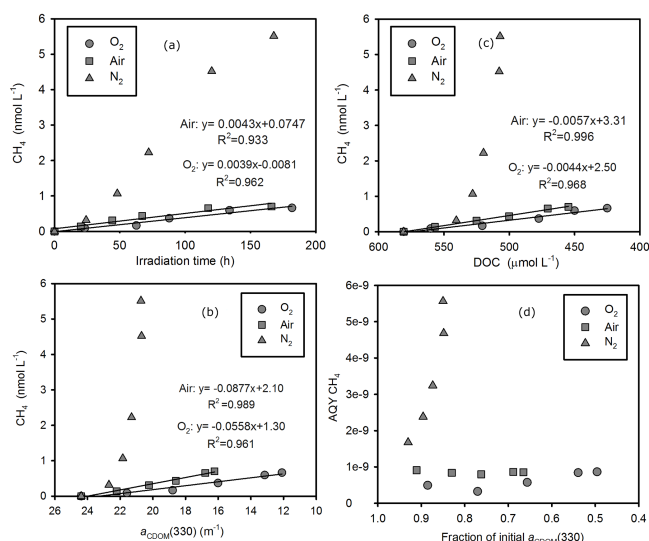 6
5
4
3
2
1
0
CH4 (nmol L-1)
O2
Air
N2
(a)
Air: y= 0.0043x+0.0747
R2=0.933
O2: y= 0.0039x-0.0081
R2=0.962
0 50 100 150 200
Irradiation time (h)
6
5
4
3
2
1
0
CH4 (nmol L-1)
O2
Air
N2
(c)
Air: y= -0.0057x+3.31
R2=0.996
O2: y= -0.0044x+2.50
R2=0.968
600 550 500 450 400
DOC (μmol L-1)
6
5
4
3
2
1
0
CH4 (nmol L-1)
(b)
O2
Air
N2
Air: y= -0.0877x+2.10
R2=0.989
O2: y= -0.0558x+1.30
R2=0.961
26 24 22 20 18 16 14 12 10
aCDOM(330) (m-1)
6e-9
5e-9
4e-9
3e-9
2e-9
1e-9
0
AQY CH4
(d)
O2
Air
N2
1.0 0.9 0.8 0.7 0.6 0.5 0.4
Fraction of initial aCDOM(330)